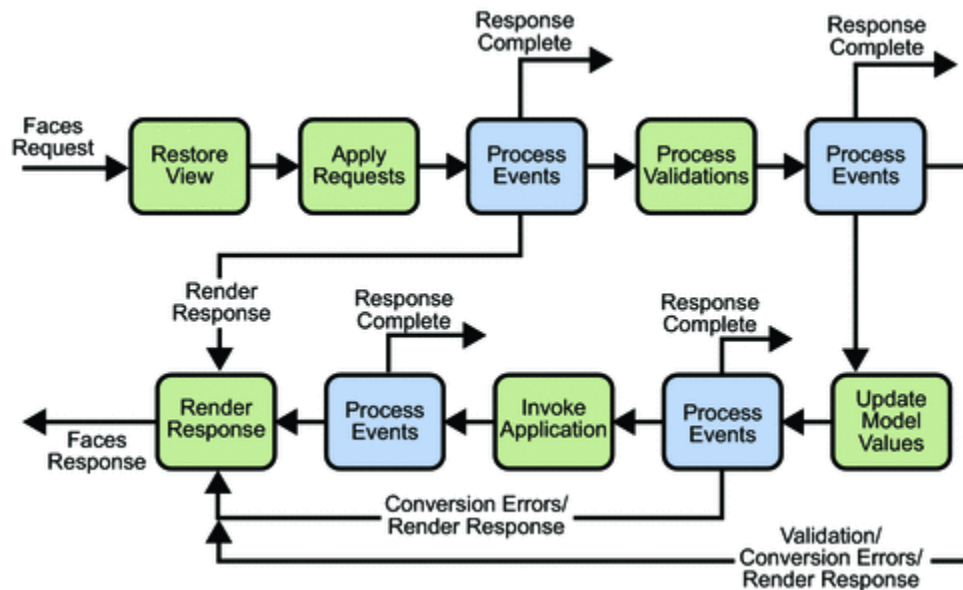 Response
Complete
Response
Complete
Faces
Request
Restore
View
Apply
Requests
Process
Events
Process
Validations
Process
Events
Render
Response
Response
Complete
Response
Complete
Render
Response
Process
Events
Invoke
Application
Process
Events
Update
Model
Values
Faces
Response
Conversion Errors/
Render Response
Validation/
Conversion Errors/
Render Response